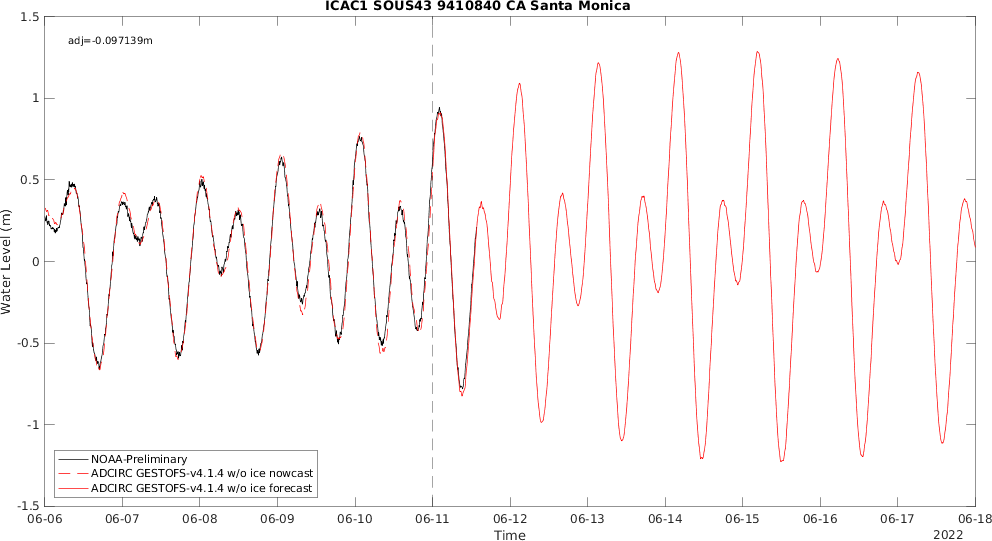 ICAC1 SOUS43 9410840 CA Santa Monica
adj=-0.097139m
1.5
1
0.5
0
-0.5
-1
-1.5
Water Level (m)
NOAA-Preliminary
ADCIRC GESTOFS-v4.1.4 w/o ice nowcast
ADCIRC GESTOFS-v4.1.4 w/o ice forecast
06-06 06-07 06-08 06-09 06-10 06-11 06-12 06-13 06-14 06-15 06-16 06-17 06-18
Time
2022